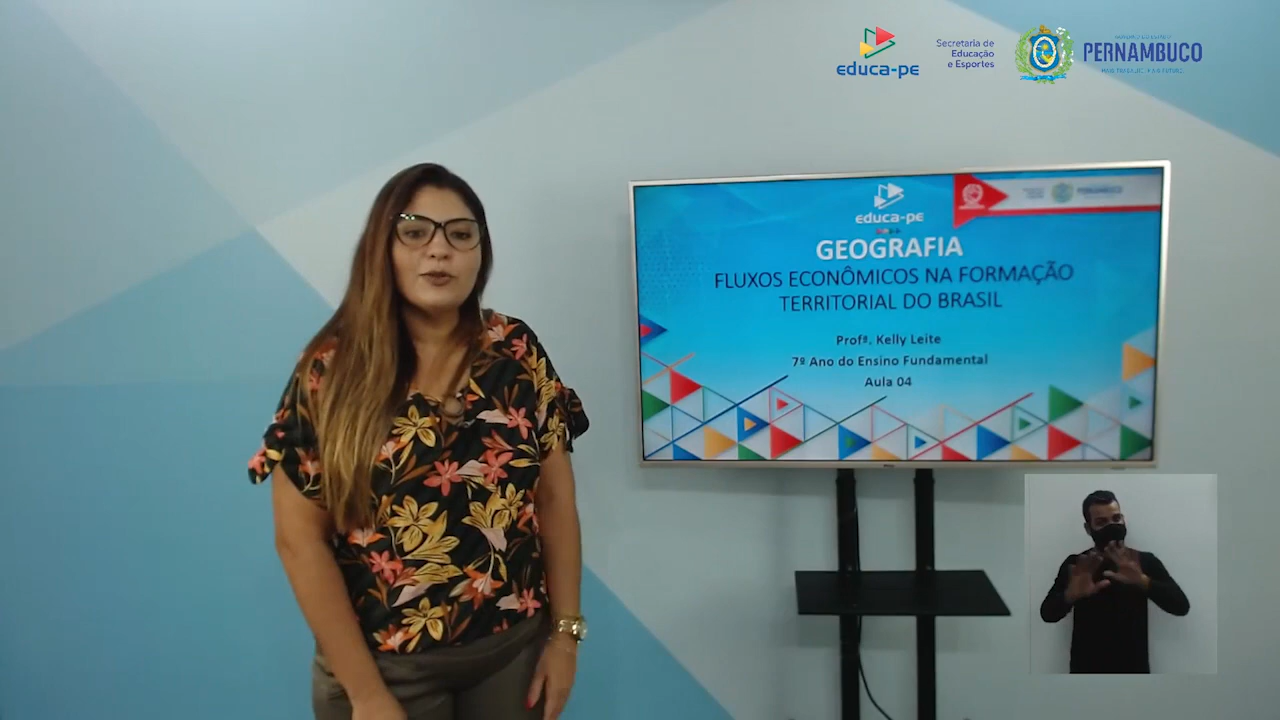 educa-pe
Secretaria de
Educação
e Esportes
PERNAMBUCO
educa-pe
PERNAMBUCO
GEOGRAFIA
FLUXOS ECONÔMICOS NA FORMAÇÃO
TERRITORIAL DO BRASIL
Profª. Kelly Leite
7º Ano do Ensino Fundamental
Aula 04